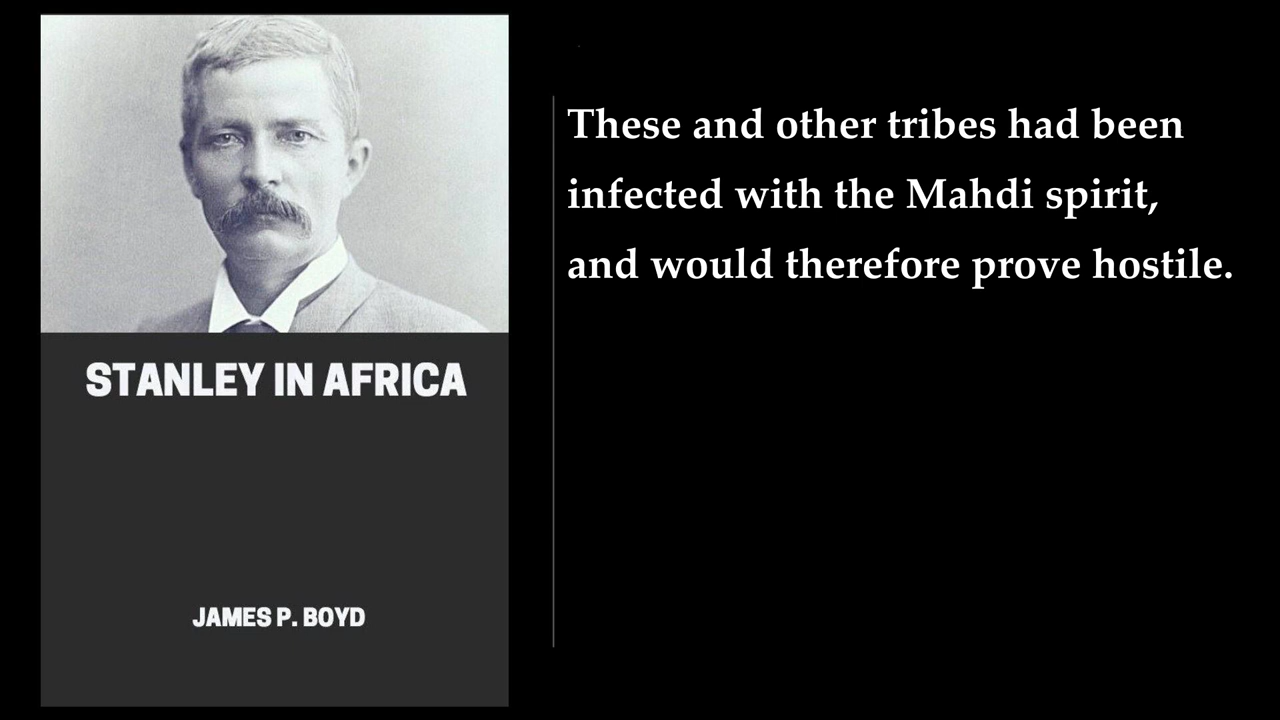 STANLEY IN AFRICA
JAMES P. BOYD
These and other tribes had been
infected with the Mahdi spirit,
and would therefore prove hostile.